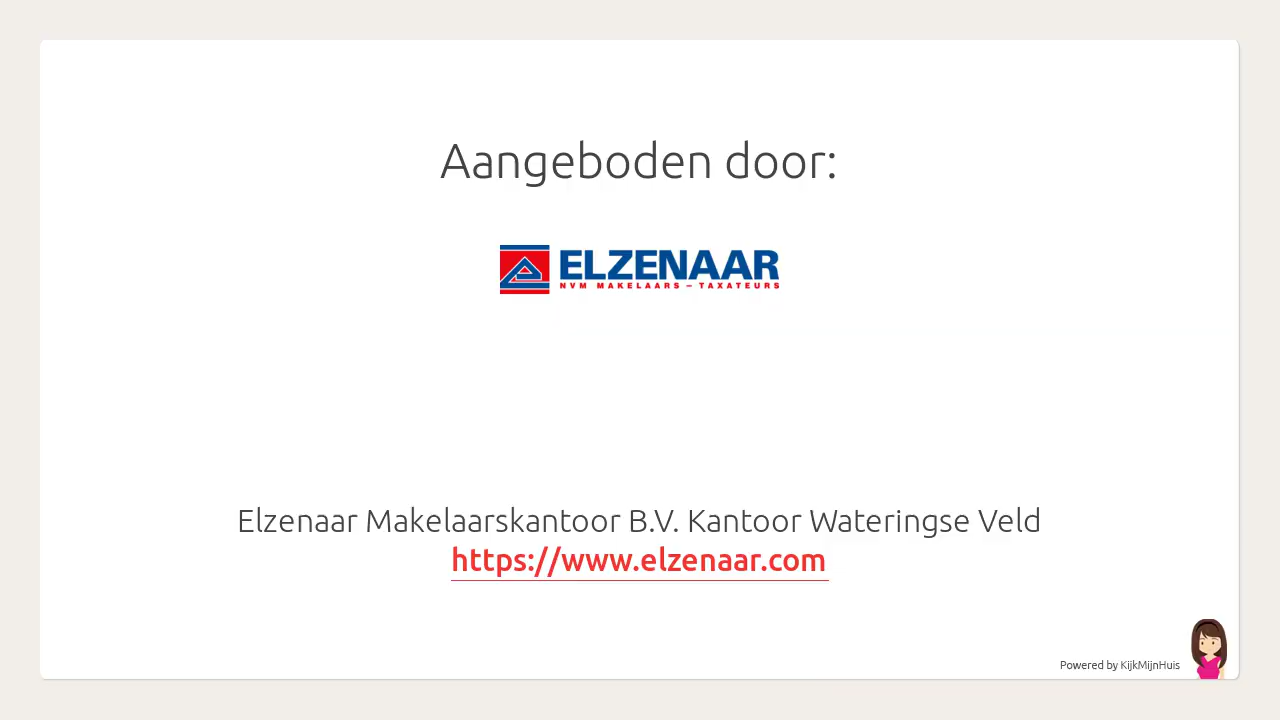 Aangeboden door:
ELZENAAR
NVM MAKELAARS – TAXATEURS
Elzenaar Makelaarskantoor B.V. Kantoor Wateringse Veld
https://www.elzenaar.com
Powered by KijkMijnHuis